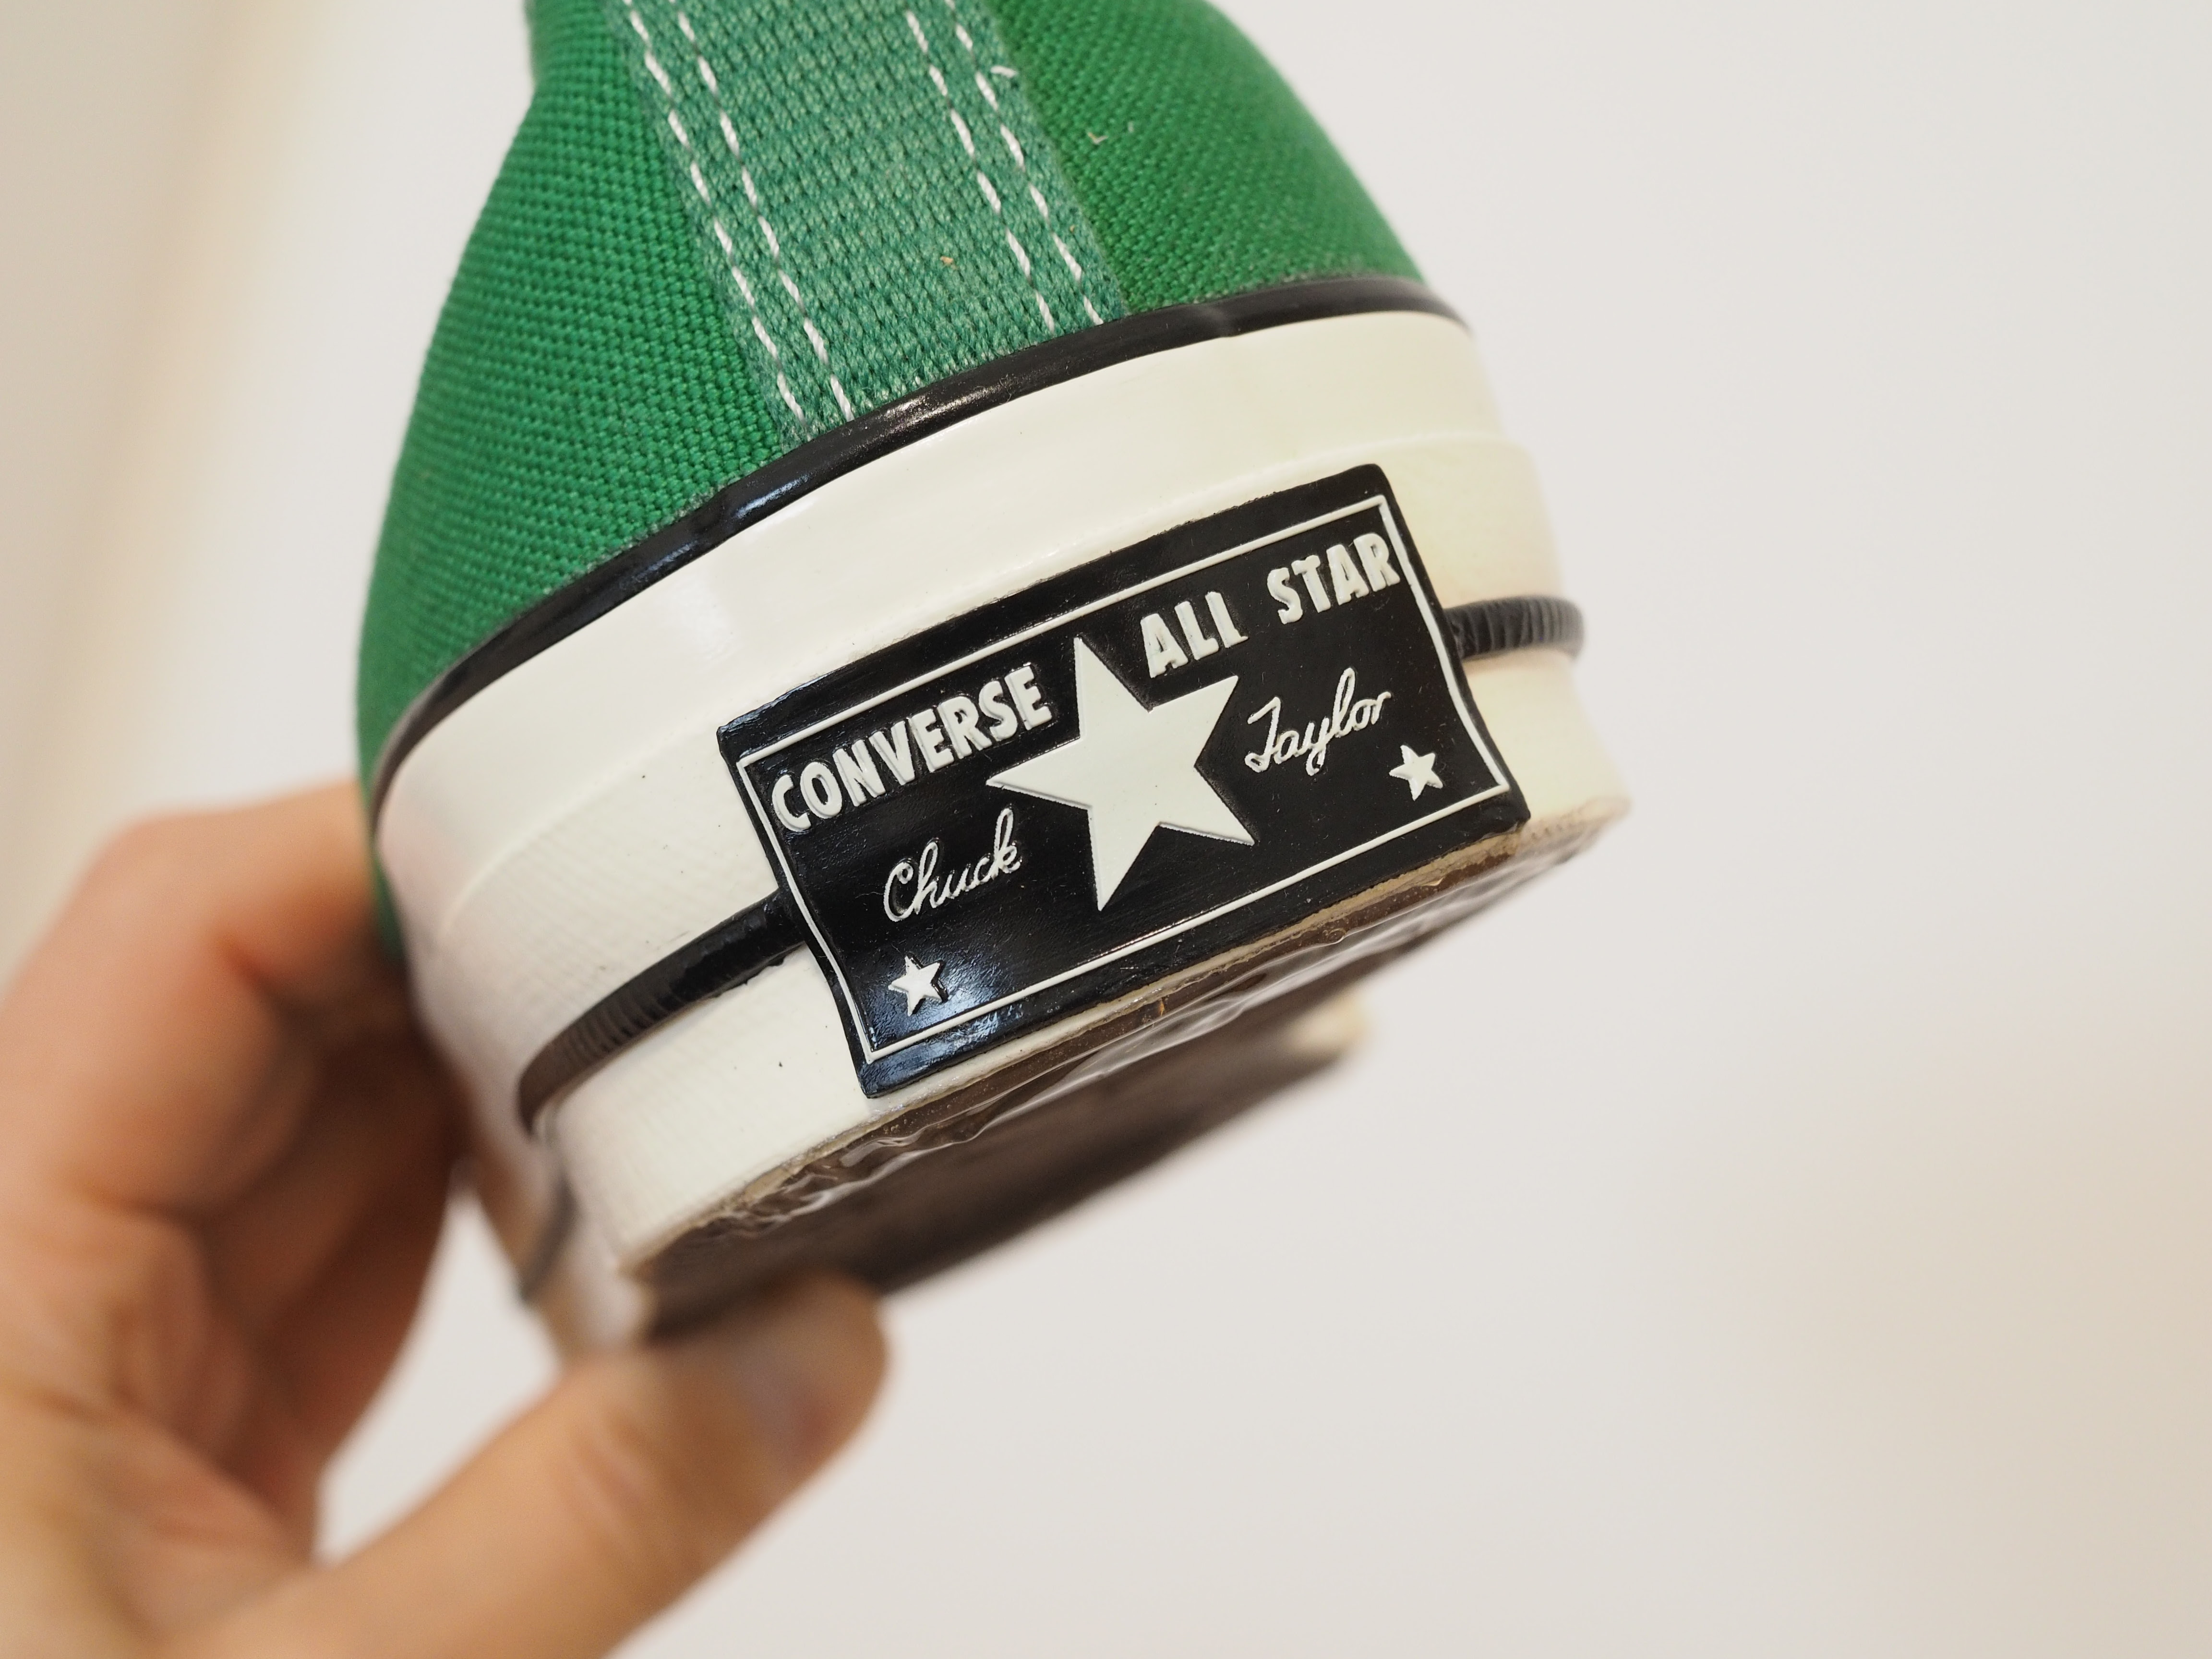 CONVERSE ALL STAR
Chuck Taylor